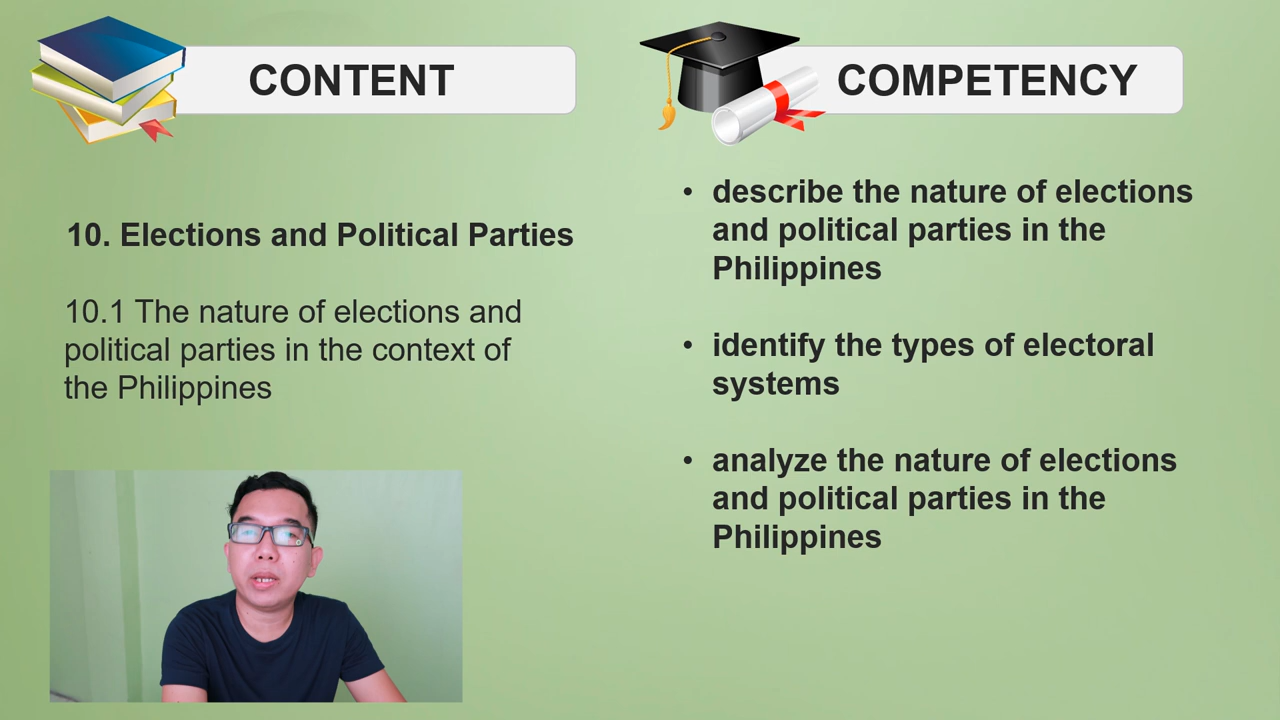 CONTENT
10. Elections and Political Parties
10.1 The nature of elections and
political parties in the context of
the Philippines
COMPETENCY
• describe the nature of elections
and political parties in the
Philippines
• identify the types of electoral
systems
• analyze the nature of elections
and political parties in the
Philippines